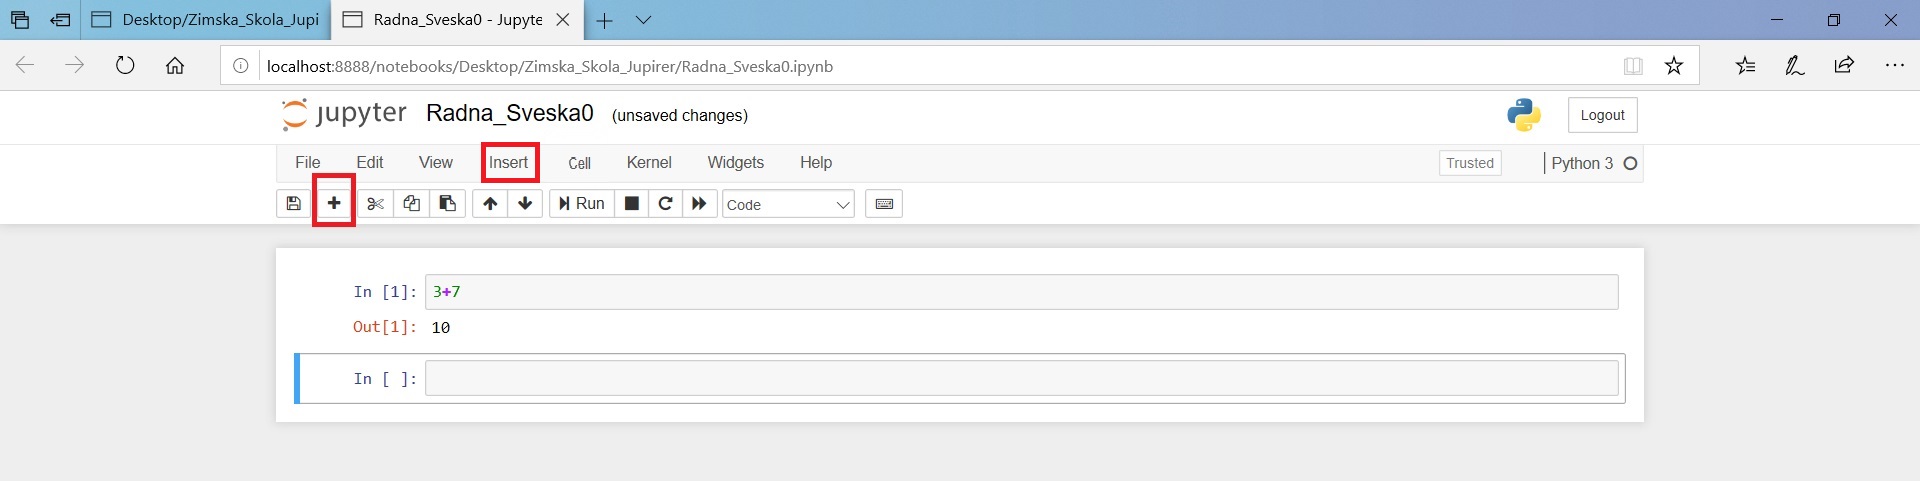 Desktop/Zimska_Skola_Jupi
Radna_Sveska0 - Jupyte
localhost:8888/notebooks/Desktop/Zimska_Skola_Jupirer/Radna_Sveska0.ipynb
jupyter Radna_Sveska0 (unsaved changes) Logout
File Edit View Insert Cell Kernel Widgets Help Trusted Python 3
Run Code
In [1]: 3+7
Out[1]: 10
In [ ]: